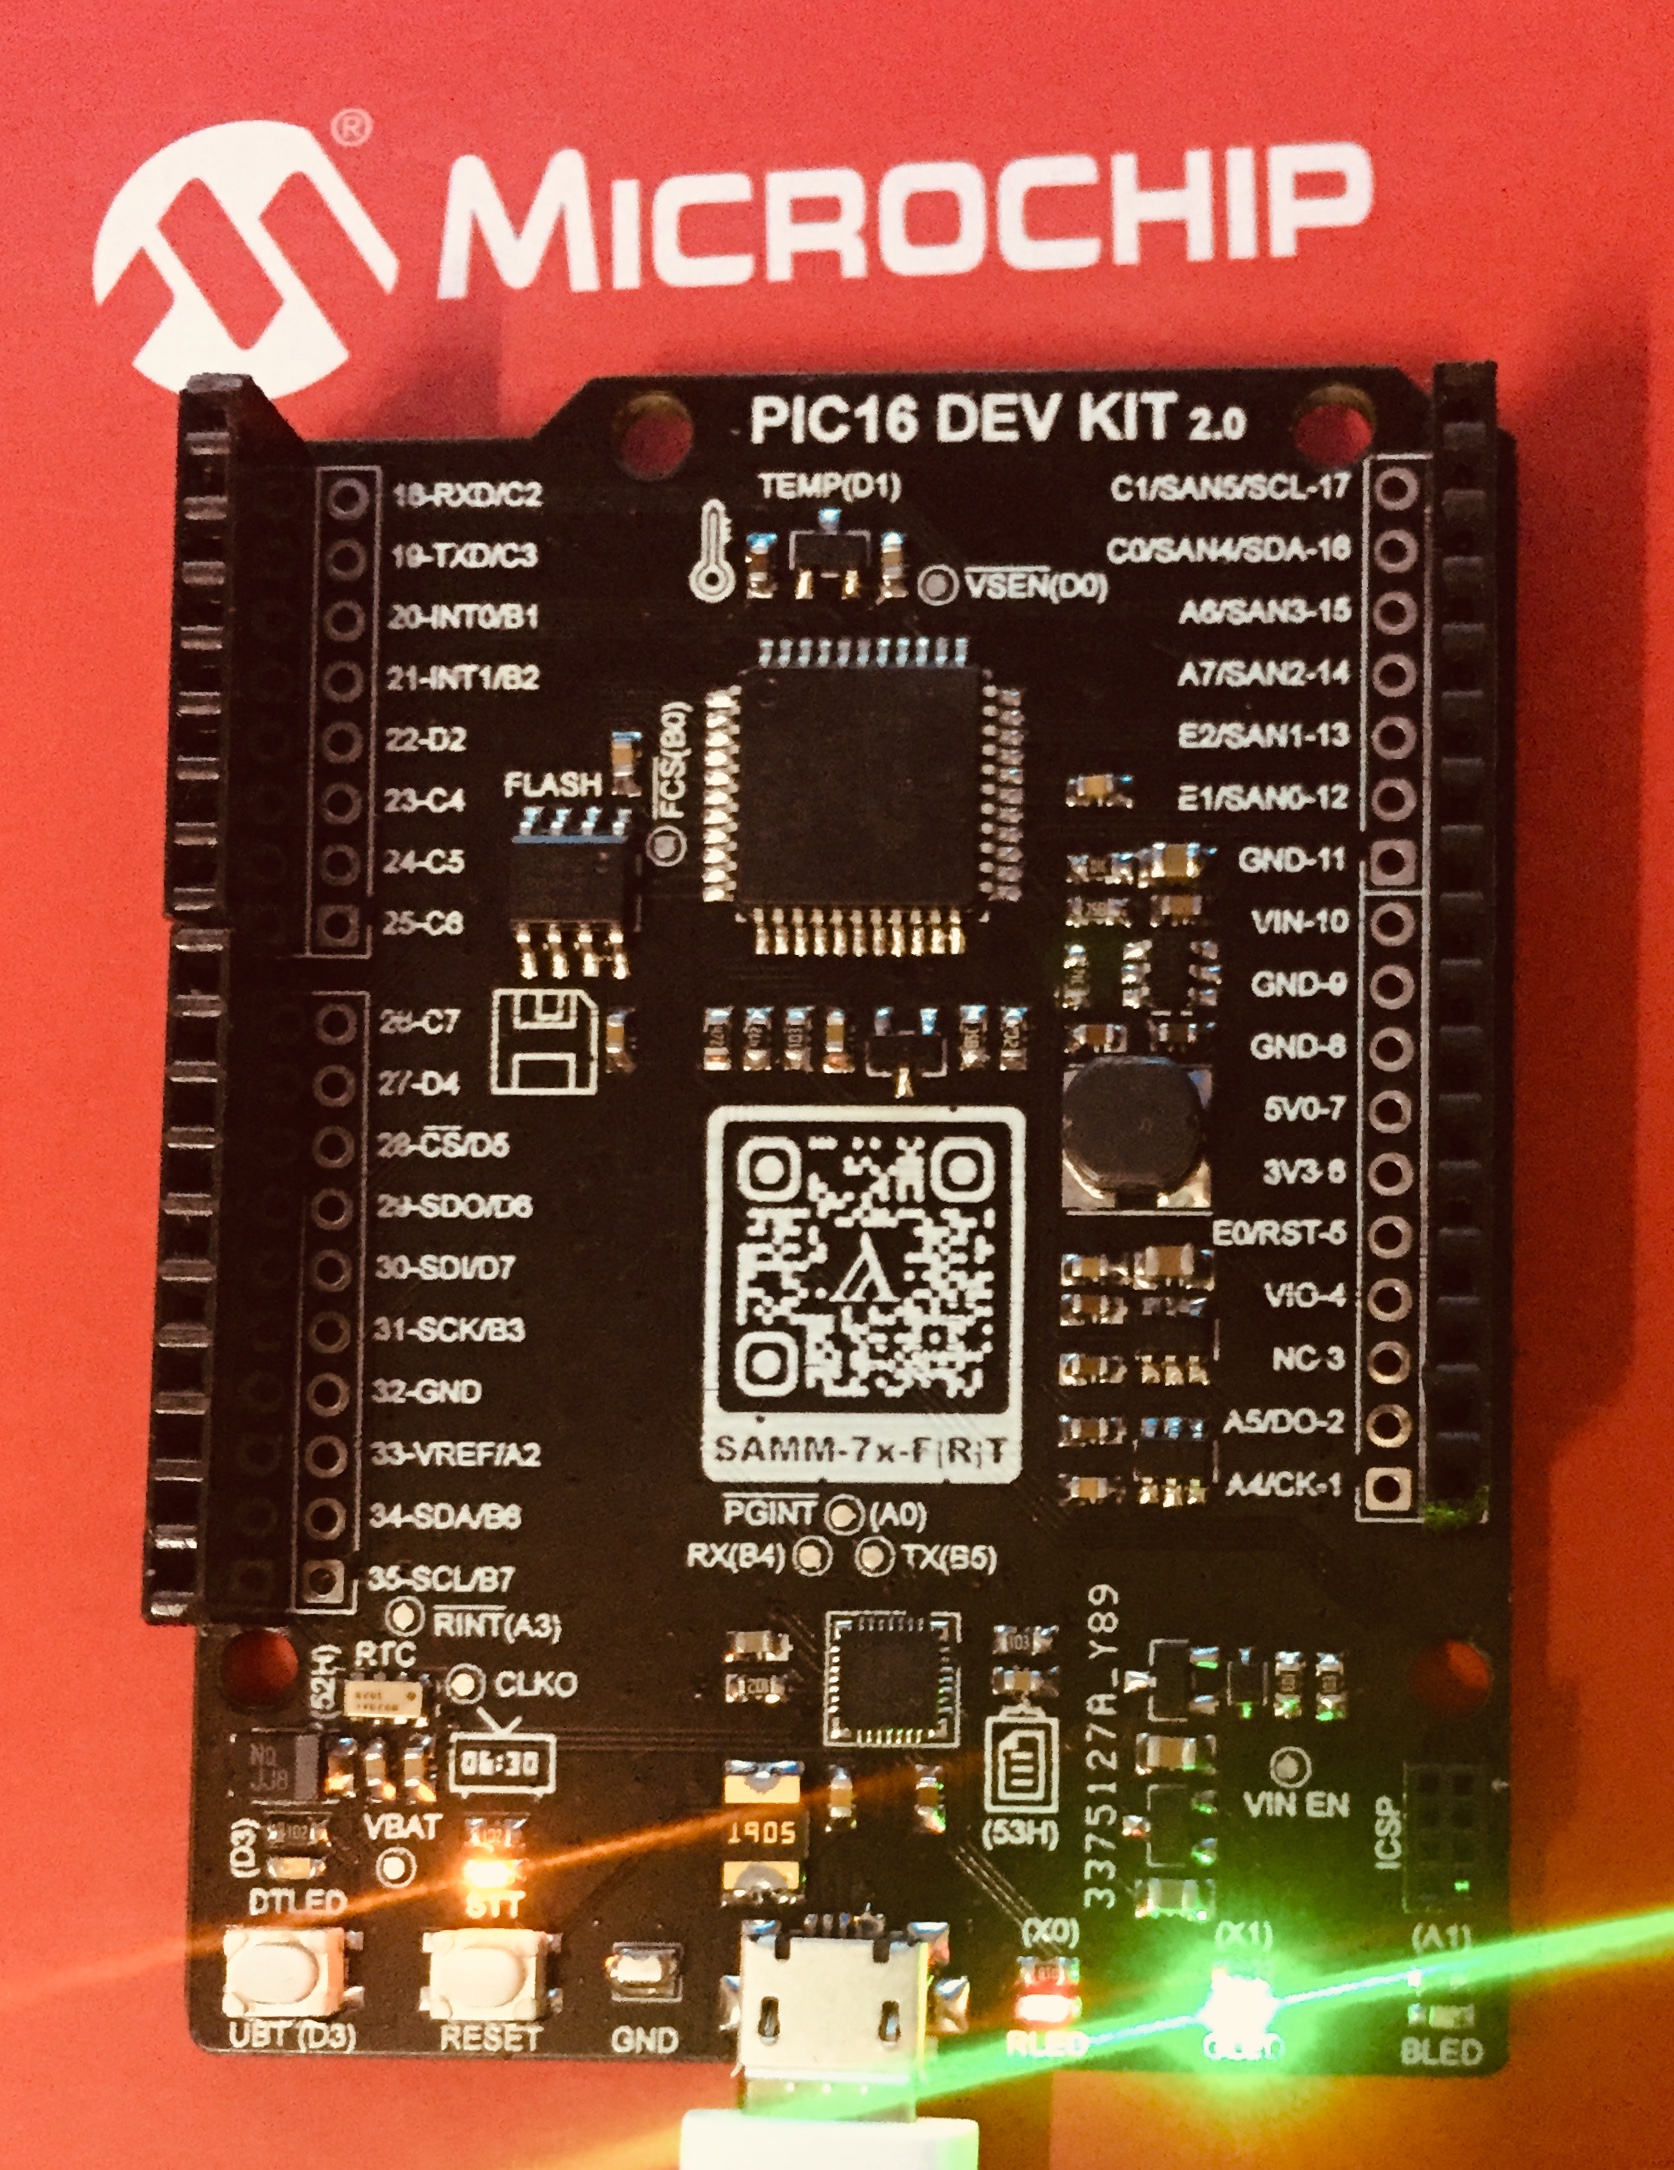 ®
MICROCHIP
PIC16 DEV KIT 2.0
TEMP(D1)
VSEN(D0)
18-RXD/C2
19-TXD/C3
20-INT0/B1
21-INT1/B2
22-D2
23-C4
24-C5
25-C6
26-C7
27-D4
28-CS/D5
29-SDO/D6
30-SDI/D7
31-SCK/B3
32-GND
33-VREF/A2
34-SDA/B6
35-SCL/B7
FLASH
FCS(B0)
C1/SAN5/SCL-17
C0/SAN4/SDA-16
A6/SAN3-15
A7/SAN2-14
E2/SAN1-13
E1/SAN0-12
GND-11
VIN-10
GND-9
GND-8
5V0-7
3V3-6
E0/RST-5
VIO-4
NC-3
A5/DO-2
A4/CK-1
SAMM-7x-F|R|T
PGINT (A0)
RX(B4) TX(B5)
RINT(A3)
RTC
(52H)
CLKO
06:30
VBAT
(D3)
DTLED
STT
1905
103
201
(53H)
3375127A_Y89
VIN EN
ICSP
(X0)
(X1)
(A1)
UBT (D3)
RESET
GND
RLED
GLED
BLED